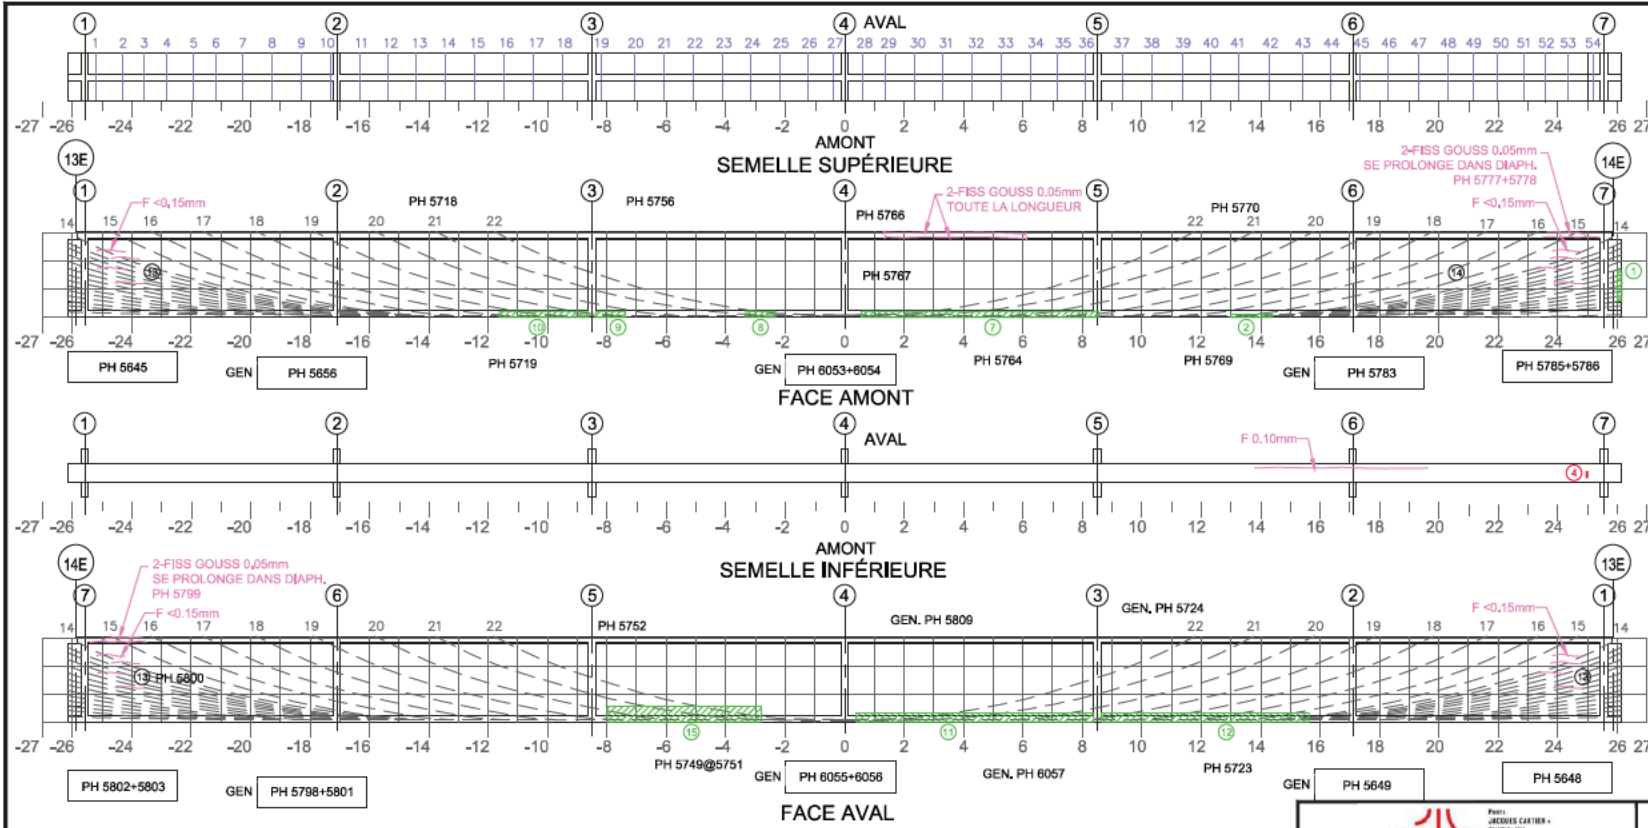 1 2 3 4 AVAL 5 6 7
1 2 3 4 5 6 7 8 9 10 11 12 13 14 15 16 17 18 19 20 21 22 23 24 25 26 27 28 29 30 31 33 34 35 36 37 38 39 40 41 42 43 44 45 46 47 48 49 50 51 52 53 54
-27 -26 -24 -22 -20 -18 -16 -14 -12 -10 -8 -6 -4 -2 0 2 4 6 8 10 12 14 16 18 20 22 24 26 27
AMONT
SEMELLE SUPÉRIEURE
13E 14E
2-FISS GOUSS 0.05mm
SE PROLONGE DANS DIAPH.
PH 5777+5778
1 2 3 4 5 6 7
F <0.15mm PH 5718 PH 5756 PH 5766
2-FISS GOUSS 0.05mm
TOUTE LA LONGUEUR
PH 5770 F <0.15mm
14 15 16 17 18 19 20 21 22 22 21 20 19 18 17 16 15 14
PH 5767 14 1
10 9 8 7 2
-27 -26 -24 -22 -20 -18 -16 -14 -12 -10 -8 -6 -4 -2 0 2 4 6 8 10 12 14 16 18 20 22 24 26 27
PH 5645 GEN PH 5656 PH 5719 GEN PH 6053+6054 PH 5764 PH 5769 GEN PH 5783 PH 5785+5786
FACE AMONT
1 2 3 4 AVAL 5 6 7
F 0.10mm
4
-27 -26 -24 -22 -20 -18 -16 -14 -12 -10 -8 -6 -4 -2 0 2 4 6 8 10 12 14 16 18 20 22 24 26 27
AMONT
SEMELLE INFÉRIEURE
14E 13E
2-FISS GOUSS 0.05mm
SE PROLONGE DANS DIAPH.
PH 5799
7 6 5 4 3 2 1
F <0.15mm PH 5752 GEN. PH 5809 GEN. PH 5724 F <0.15mm
14 15 16 17 18 19 20 21 22 22 21 20 19 18 17 16 15 14
13 PH 5800 13
15 11 12
-27 -26 -24 -22 -20 -18 -16 -14 -12 -10 -8 -6 -4 -2 0 2 4 6 8 10 12 14 16 18 20 22 24 26 27
PH 5802+5803 GEN PH 5798+5801 PH 5749@5751 GEN PH 6055+6056 GEN. PH 6057 PH 5723 GEN PH 5649 PH 5648
FACE AVAL
JACQUES CARTIER +